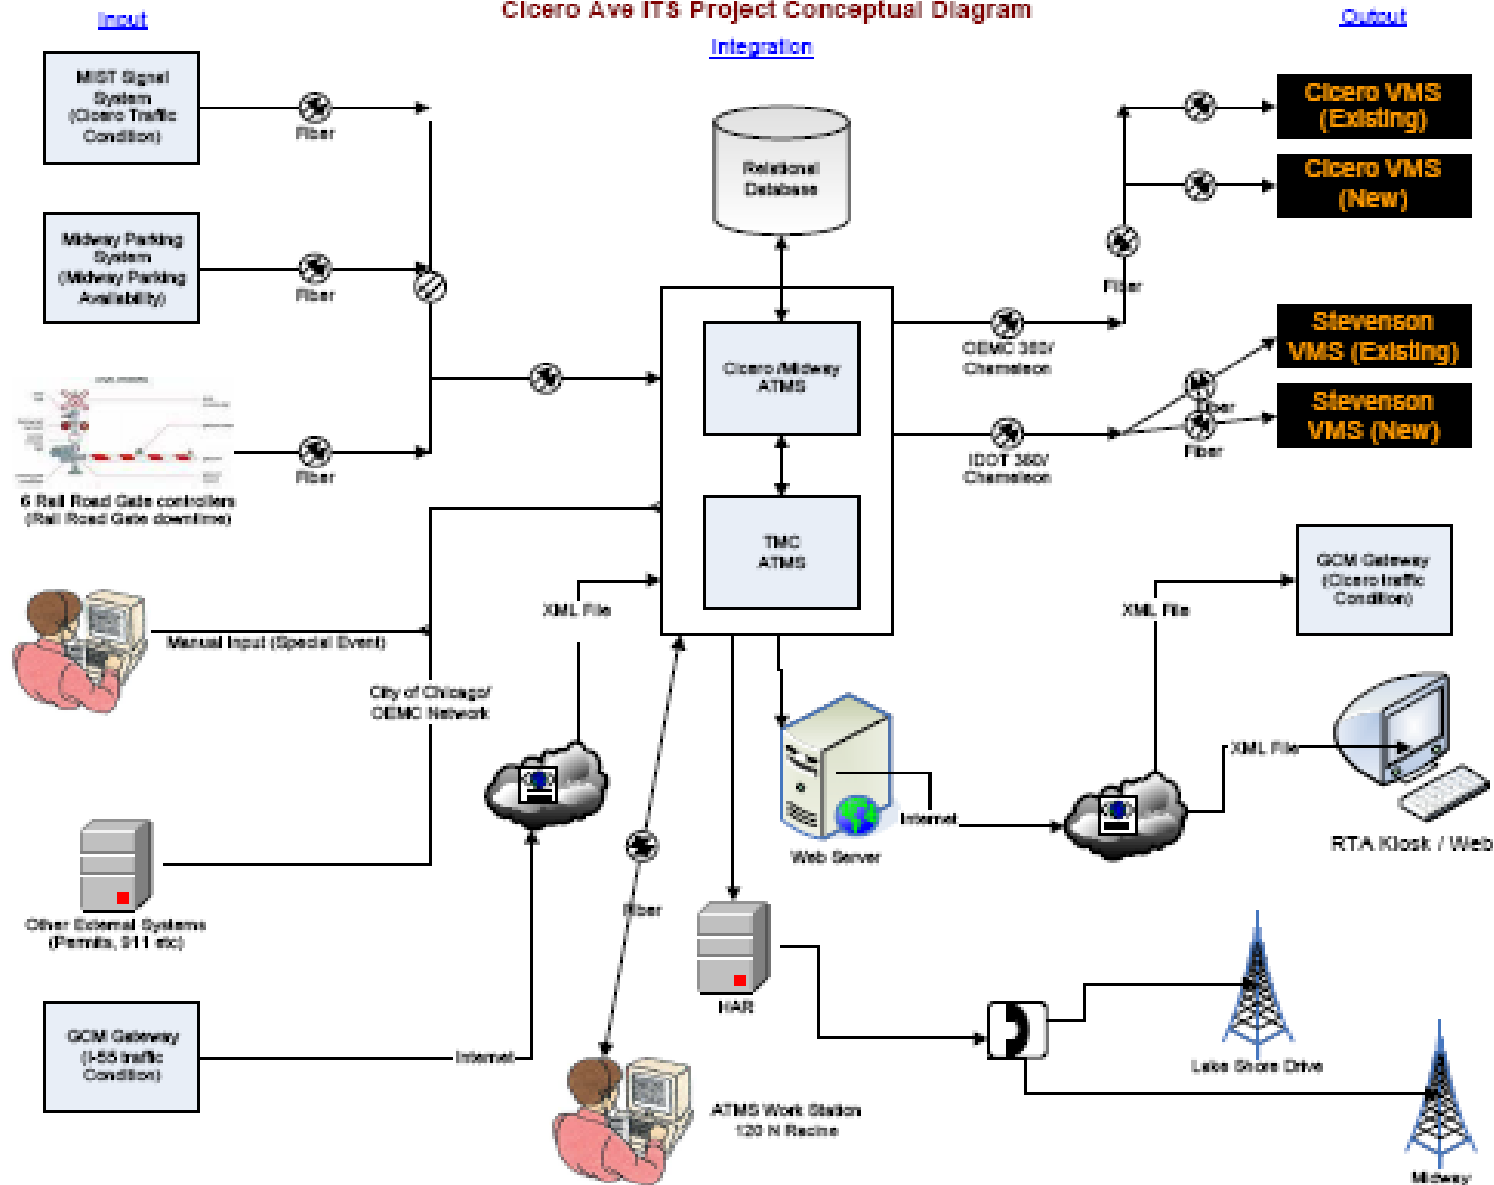 Cicero Ave ITS Project Conceptual Diagram
Input
Integration
Output
MIST Signal
System
(Cicero Traffic
Condition)
Fiber
Midway Parking
System
(Midway Parking
Availability)
Fiber
Fiber
6 Rail Road Gate controllers
(Rail Road Gate downtime)
Manual Input (Special Event)
City of Chicago/
OEMC Network
Other External Systems
(Permits, 911 etc)
GCM Gateway
(I-55 traffic
Condition)
Internet
XML File
Relational
Database
Cicero /Midway
ATMS
TMC
ATMS
Fiber
ATMS Work Station
120 N Racine
Web Server
Internet
HAR
OEMC 360/
Chameleon
IDOT 360/
Chameleon
Fiber
Cicero VMS
(Existing)
Cicero VMS
(New)
Stevenson
VMS (Existing)
Fiber
Stevenson
VMS (New)
Fiber
XML File
GCM Gateway
(Cicero traffic
Condition)
XML File
RTA Kiosk / Web
Lake Shore Drive
Midway